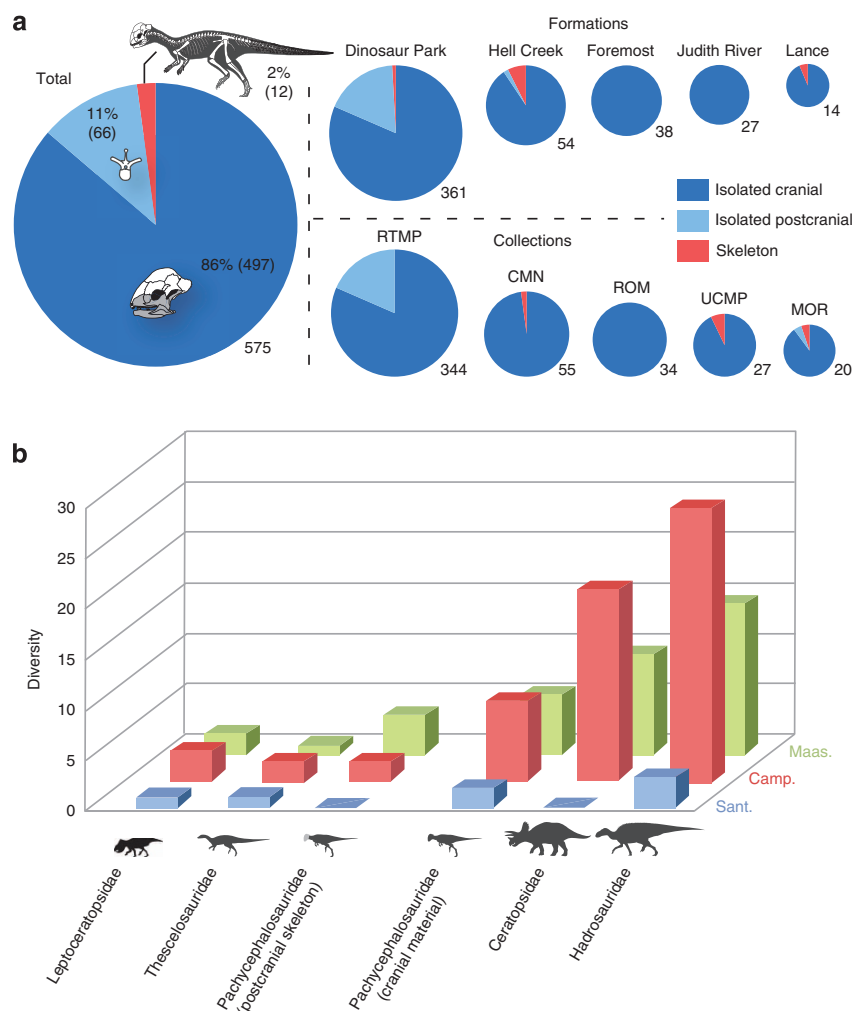 a
Formations
Dinosaur Park
Hell Creek
Foremost
Judith River
Lance
Total
2%
(12)
11%
(66)
86% (497)
575
361
54
38
27
14
Isolated cranial
Isolated postcranial
Skeleton
Collections
RTMP
CMN
ROM
UCMP
MOR
344
55
34
27
20
b
Diversity
30
25
20
15
10
5
0
Maas.
Camp.
Sant.
Leptoceratopsidae
Thescelosauridae
Pachycephalosauridae
(postcranial skeleton)
Pachycephalosauridae
(cranial material)
Ceratopsidae
Hadrosauridae